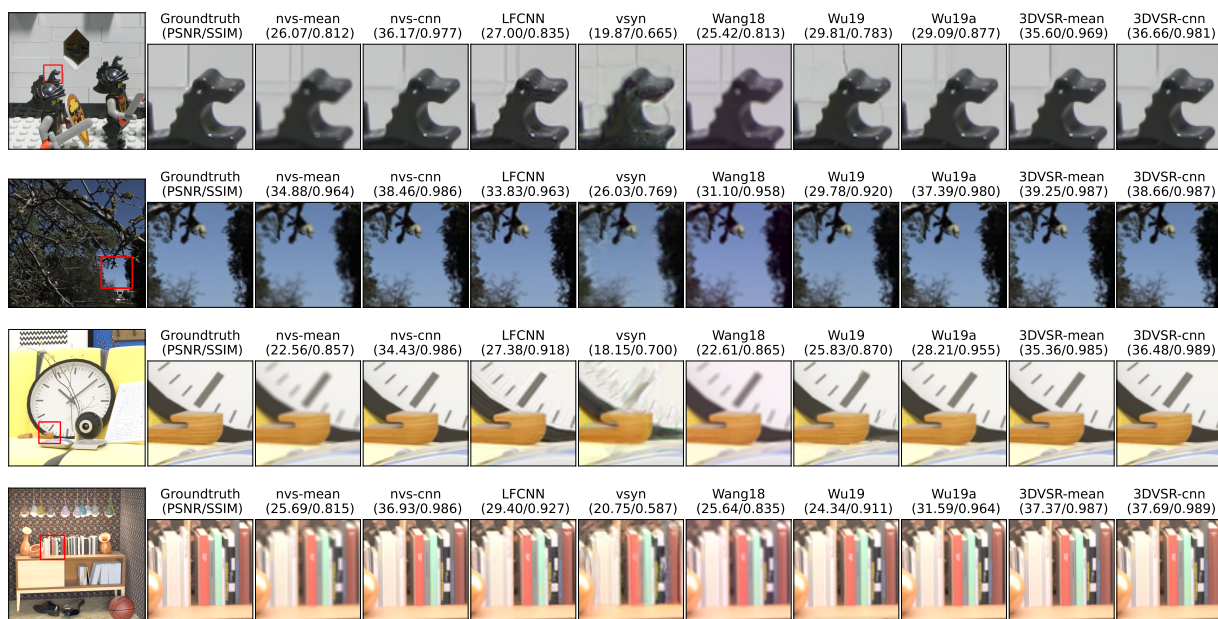 Groundtruth nvs-mean nvs-cnn LFCNN vsyn Wang18 Wu19 Wu19a 3DVSR-mean 3DVSR-cnn
(PSNR/SSIM) (26.07/0.812) (36.17/0.977) (27.00/0.835) (19.87/0.665) (25.42/0.813) (29.81/0.783) (29.09/0.877) (35.60/0.969) (36.66/0.981)
Groundtruth nvs-mean nvs-cnn LFCNN vsyn Wang18 Wu19 Wu19a 3DVSR-mean 3DVSR-cnn
(PSNR/SSIM) (34.88/0.964) (38.46/0.986) (33.83/0.963) (26.03/0.769) (31.10/0.958) (29.78/0.920) (37.39/0.980) (39.25/0.987) (38.66/0.987)
Groundtruth nvs-mean nvs-cnn LFCNN vsyn Wang18 Wu19 Wu19a 3DVSR-mean 3DVSR-cnn
(PSNR/SSIM) (22.56/0.857) (34.43/0.986) (27.38/0.918) (18.15/0.700) (22.61/0.865) (25.83/0.870) (28.21/0.955) (35.36/0.985) (36.48/0.989)
Groundtruth nvs-mean nvs-cnn LFCNN vsyn Wang18 Wu19 Wu19a 3DVSR-mean 3DVSR-cnn
(PSNR/SSIM) (25.69/0.815) (36.93/0.986) (29.40/0.927) (20.75/0.587) (25.64/0.835) (24.34/0.911) (31.59/0.964) (37.37/0.987) (37.69/0.989)